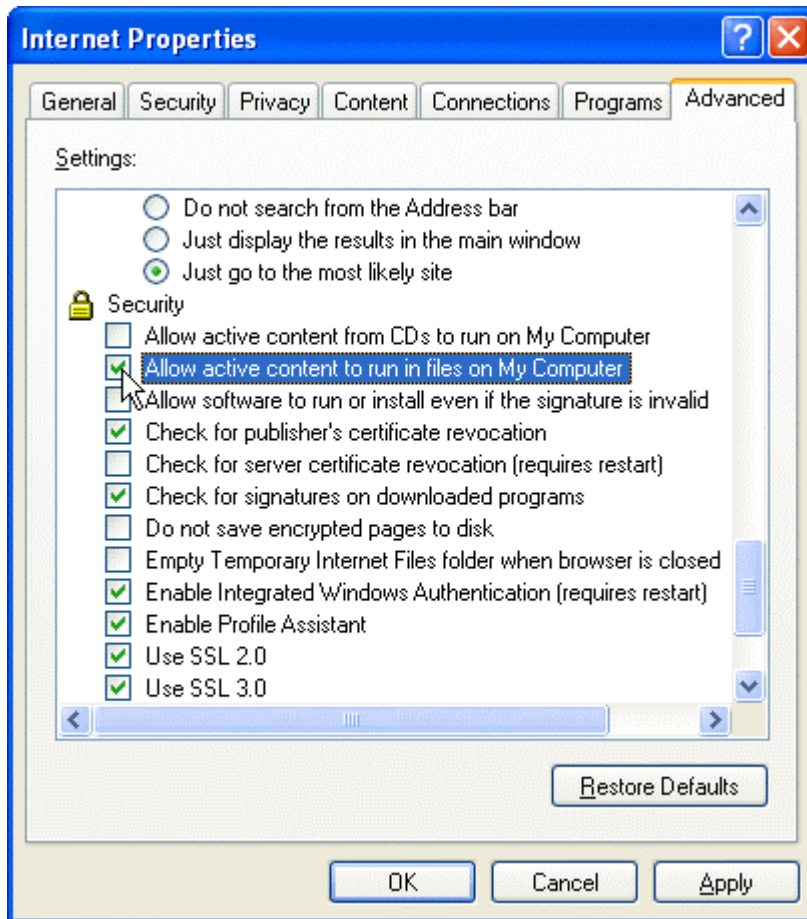 Internet Properties
General Security Privacy Content Connections Programs Advanced
Settings:
Do not search from the Address bar
Just display the results in the main window
Just go to the most likely site
Security
Allow active content from CDs to run on My Computer
Allow active content to run in files on My Computer
Allow software to run or install even if the signature is invalid
Check for publisher's certificate revocation
Check for server certificate revocation (requires restart)
Check for signatures on downloaded programs
Do not save encrypted pages to disk
Empty Temporary Internet Files folder when browser is closed
Enable Integrated Windows Authentication (requires restart)
Enable Profile Assistant
Use SSL 2.0
Use SSL 3.0
Restore Defaults
OK Cancel Apply